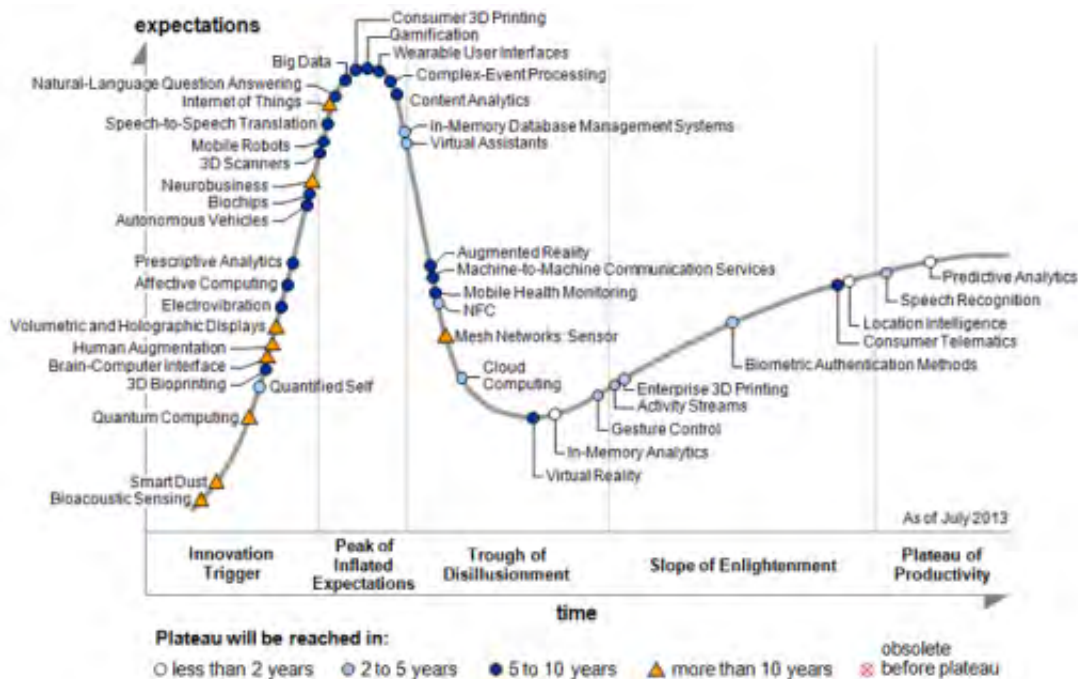 expectations
Consumer 3D Printing
Gamification
Wearable User Interfaces
Big Data
Complex-Event Processing
Natural-Language Question Answering
Internet of Things
Content Analytics
Speech-to-Speech Translation
In-Memory Database Management Systems
Mobile Robots
Virtual Assistants
3D Scanners
Neurobusiness
Biochips
Autonomous Vehicles
Augmented Reality
Prescriptive Analytics
Machine-to-Machine Communication Services
Affective Computing
Mobile Health Monitoring
Electrovibration
NFC
Volumetric and Holographic Displays
Mesh Networks: Sensor
Human Augmentation
Brain-Computer Interface
3D Bioprinting
Quantified Self
Cloud
Computing
Quantum Computing
Predictive Analytics
Speech Recognition
Location Intelligence
Consumer Telematics
Biometric Authentication Methods
Enterprise 3D Printing
Activity Streams
Gesture Control
In-Memory Analytics
Virtual Reality
Smart Dust
Bioacoustic Sensing
As of July 2013
Innovation
Trigger
Peak of
Inflated
Expectations
Trough of
Disillusionment
Slope of Enlightenment
Plateau of
Productivity
time
Plateau will be reached in:
less than 2 years
2 to 5 years
5 to 10 years
more than 10 years
obsolete
before plateau